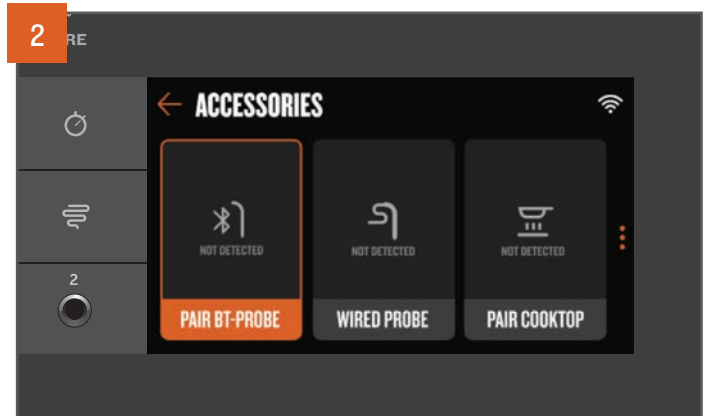 2
RE
ACCESSORIES
NOT DETECTED
NOT DETECTED
NOT DETECTED
2
PAIR BT-PROBE
WIRED PROBE
PAIR COOKTOP